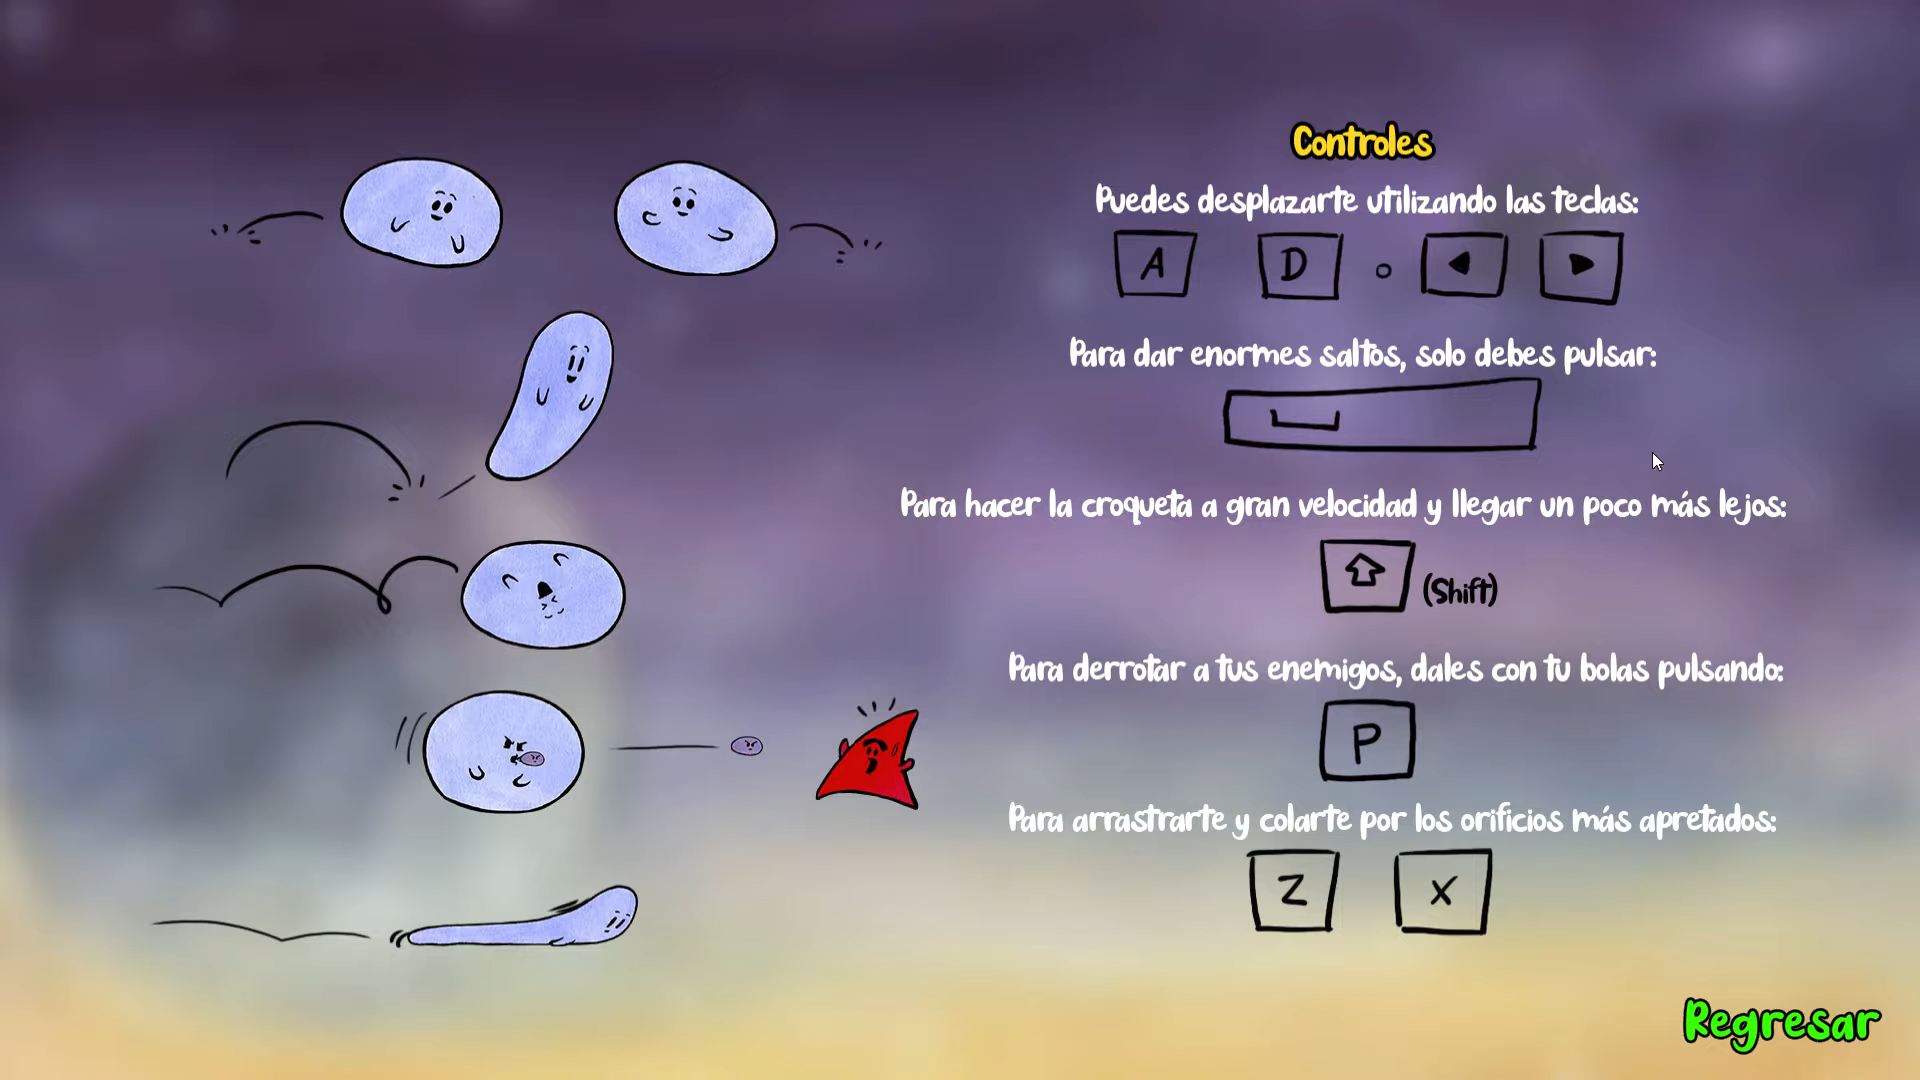 Controles
Puedes desplazarte utilizando las teclas:
A D o ◀ ▶
Para dar enormes saltos, solo debes pulsar:
Para hacer la croqueta a gran velocidad y llegar un poco más lejos:
(Shift)
Para derrotar a tus enemigos, dales con tu bolas pulsando:
P
Para arrastrarte y colarte por los orificios más apretados:
Z X
Regresar